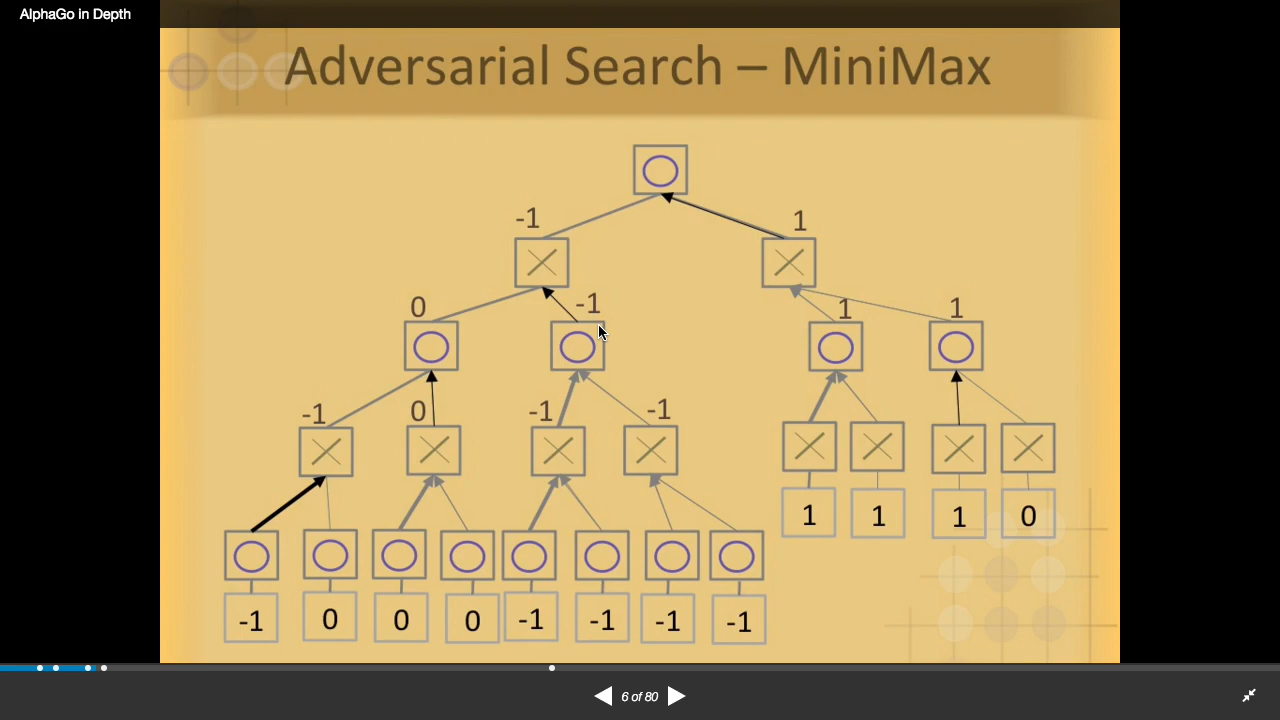 AlphaGo in Depth
Adversarial Search – MiniMax
-1 1
0 -1 1 1
-1 0 -1 -1
1 1 1 0
-1 0 0 0 -1 -1 -1 -1
6 of 80